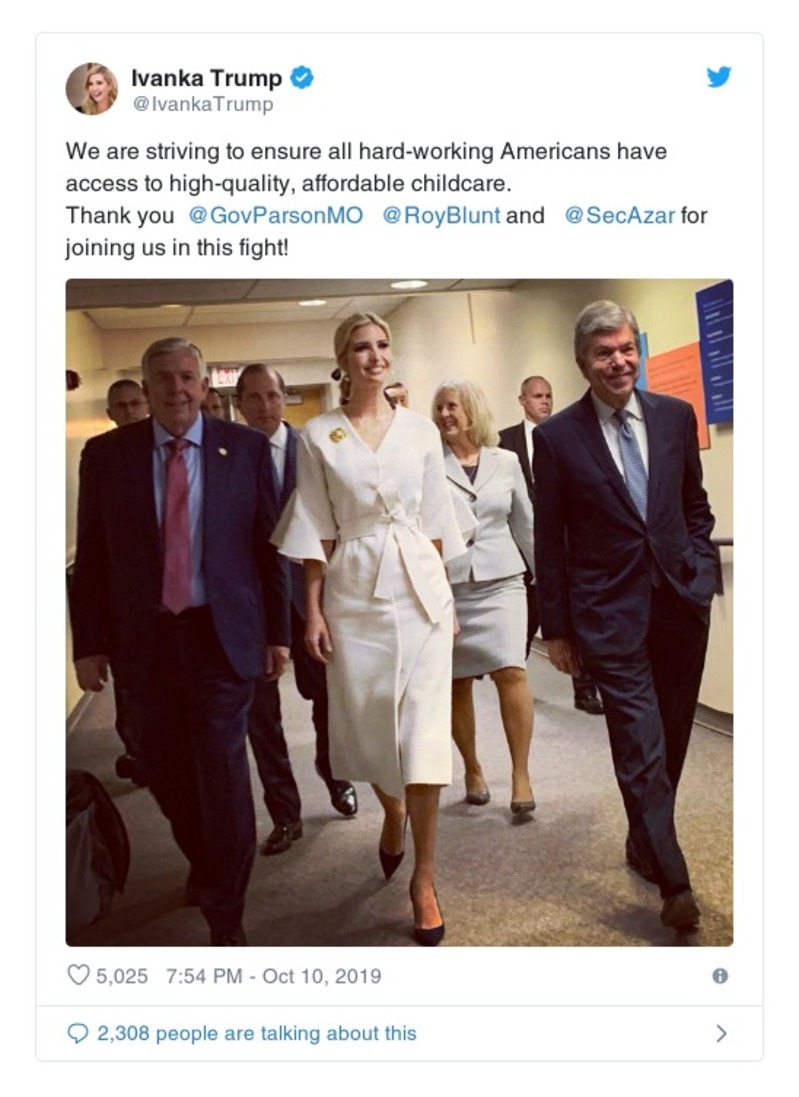 Ivanka Trump
@IvankaTrump
We are striving to ensure all hard-working Americans have
access to high-quality, affordable childcare.
Thank you @GovParsonMO @RoyBlunt and @SecAzar for
joining us in this fight!
EXIT
5,025 7:54 PM - Oct 10, 2019
2,308 people are talking about this